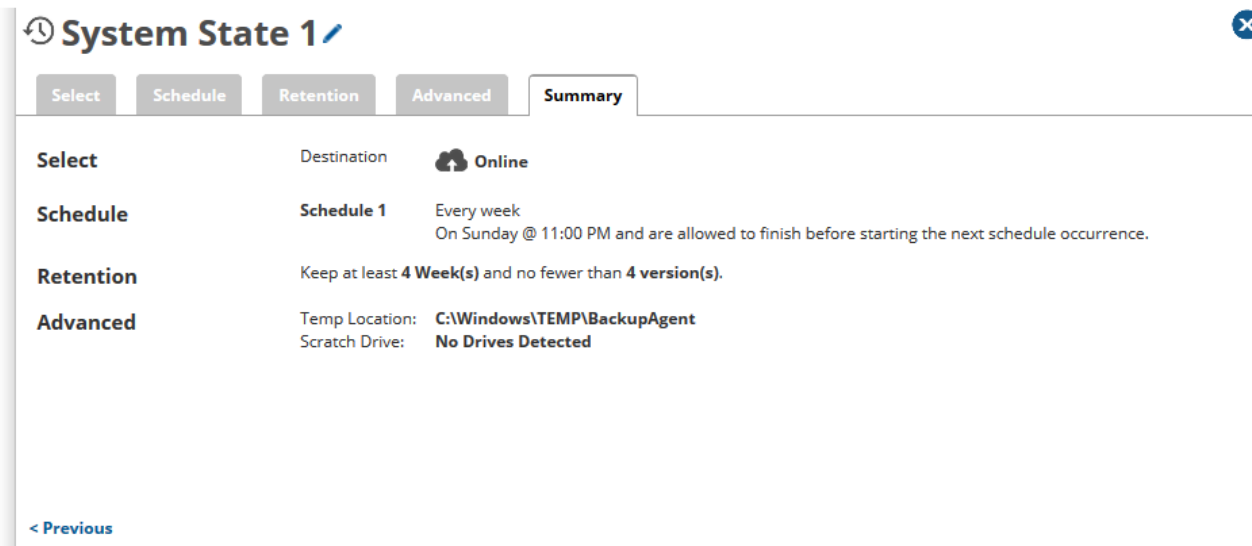 System State 1
Select Schedule Retention Advanced Summary
Select Destination Online
Schedule Schedule 1 Every week
On Sunday @ 11:00 PM and are allowed to finish before starting the next schedule occurrence.
Retention Keep at least 4 Week(s) and no fewer than 4 version(s).
Advanced Temp Location: C:\Windows\TEMP\BackupAgent
Scratch Drive: No Drives Detected
< Previous